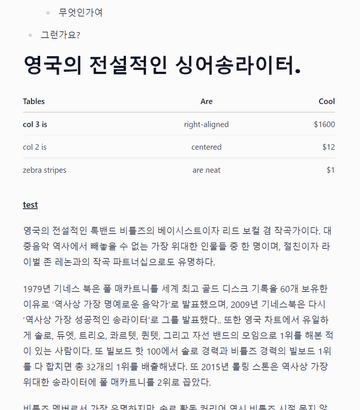 무엇인가여
그런가요?
영국의 전설적인 싱어송라이터.
Tables Are Cool
col 3 is right-aligned $1600
col 2 is centered $12
zebra stripes are neat $1
test
영국의 전설적인 록밴드 비틀즈의 베이시스트이자 리드 보컬 겸 작곡가이다. 대
중음악 역사에서 빼놓을 수 없는 가장 위대한 인물들 중 한 명이며, 절친이자 라
이벌 존 레논과의 작곡 파트너십으로도 유명하다.
1979년 기네스 북은 폴 매카트니를 세계 최고 골드 디스크 기록을 60개 보유한
이유로 '역사상 가장 명예로운 음악가'로 발표했으며, 2009년 기네스북은 다시
'역사상 가장 성공적인 송라이터'로 그를 발표했다.. 또한 영국 차트에서 유일하
게 솔로, 듀엣, 트리오, 콰르텟, 퀸텟, 그리고 자선 밴드의 모임으로 1위를 해본 적
이 있는 사람이다. 또 빌보드 핫 100에서 솔로 경력과 비틀즈 경력의 빌보드 1위
를 다 합치면 총 32개의 1위를 배출해냈다. 또 2015년 롤링 스톤은 역사상 가장
위대한 송라이터에 폴 매카트니를 2위로 꼽았다.